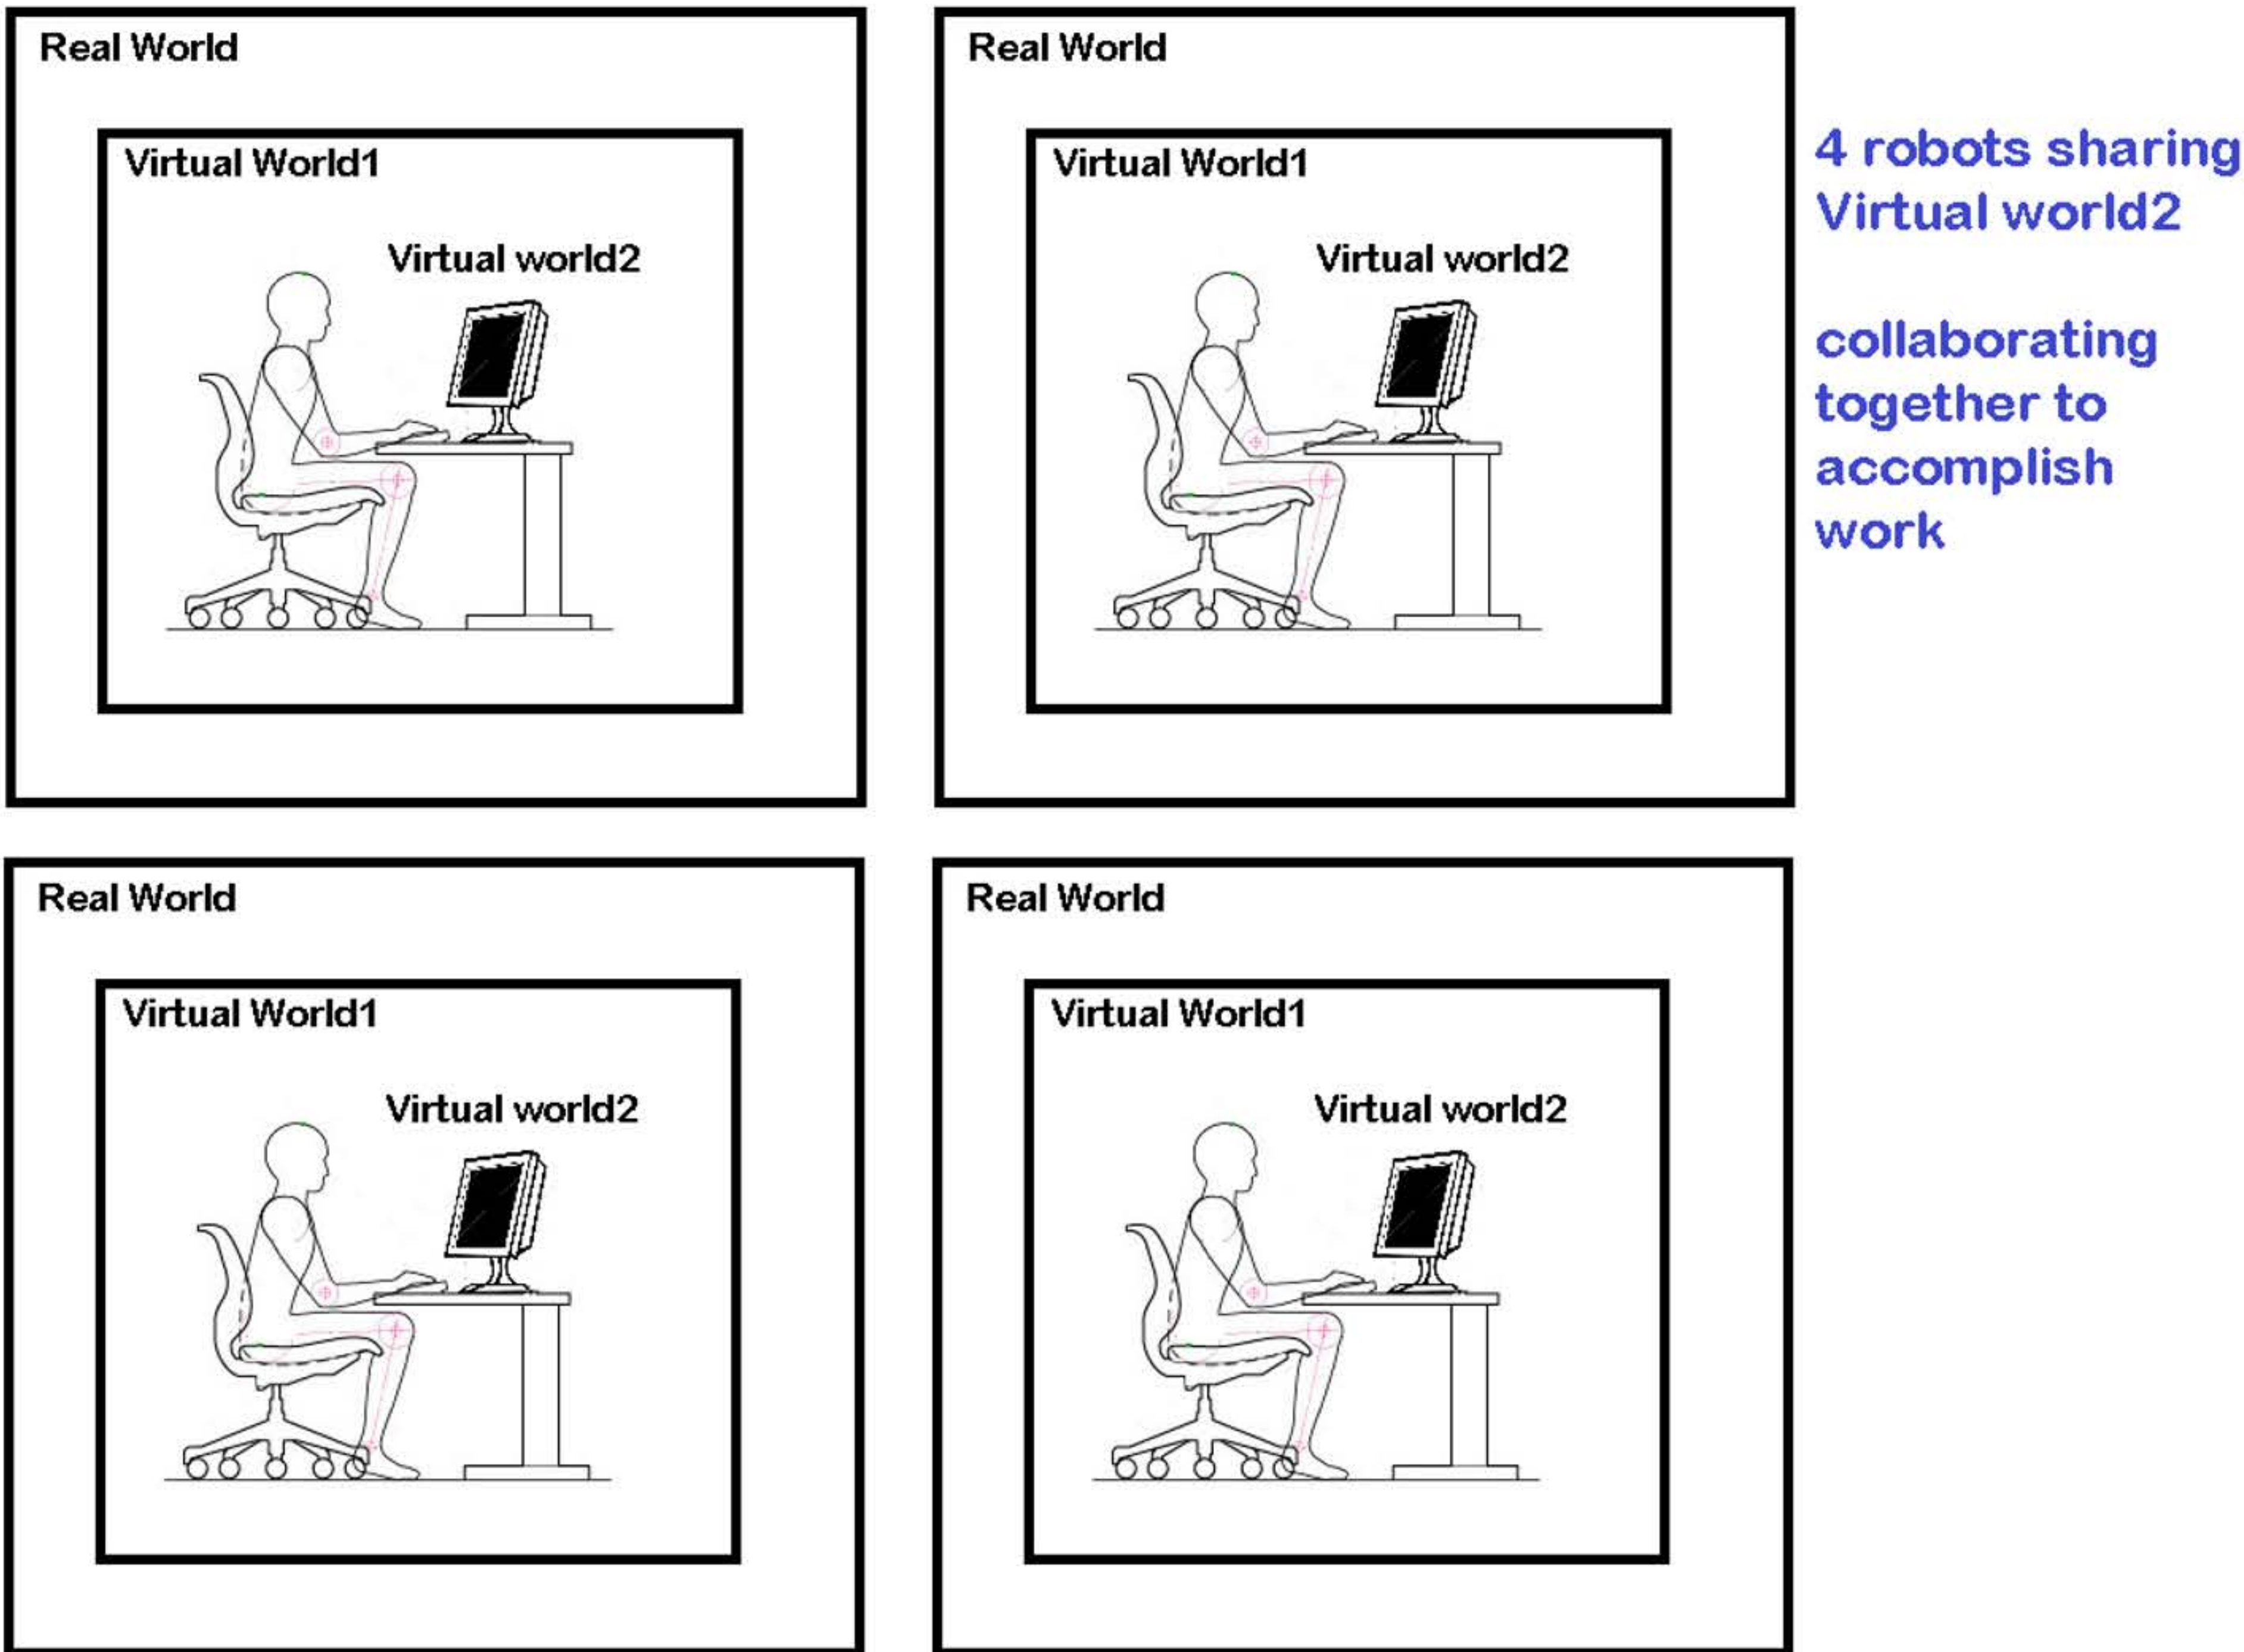 Real World
Virtual World1
Virtual world2
Real World
Virtual World1
Virtual world2
4 robots sharing
Virtual world2
collaborating
together to
accomplish
work
Real World
Virtual World1
Virtual world2
Real World
Virtual World1
Virtual world2